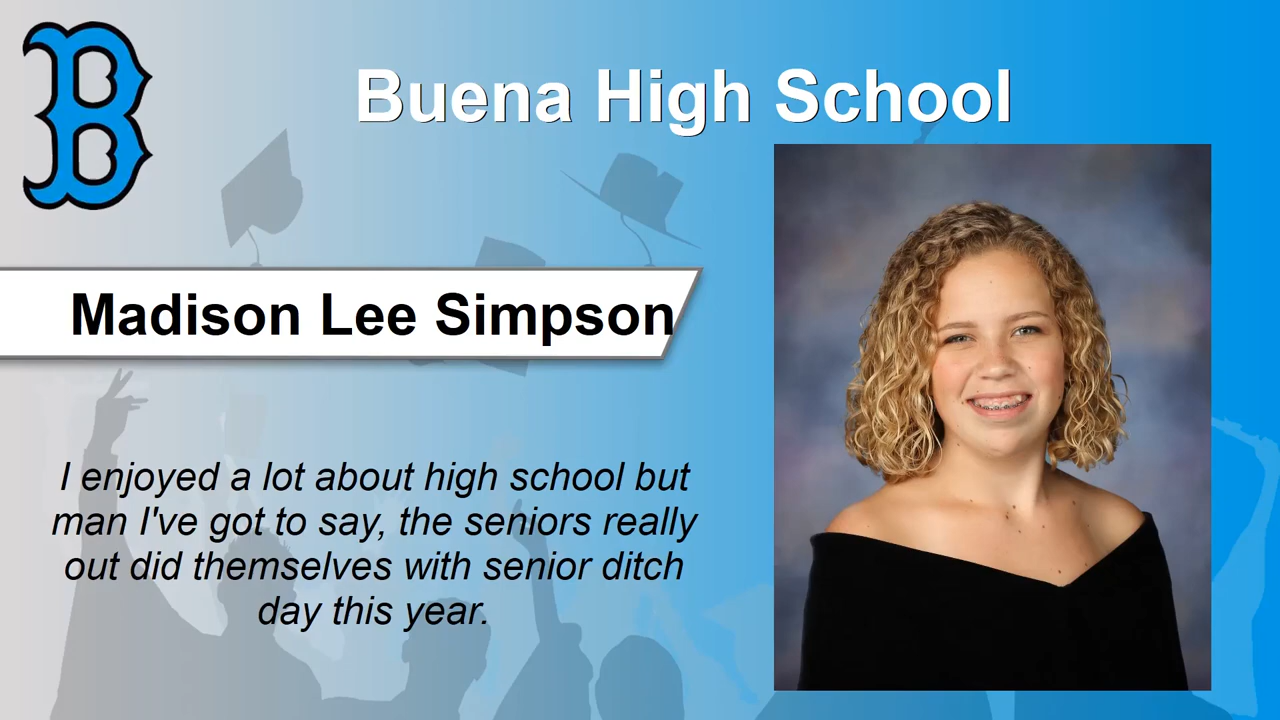 B
Buena High School
Madison Lee Simpson
I enjoyed a lot about high school but
man I've got to say, the seniors really
out did themselves with senior ditch
day this year.